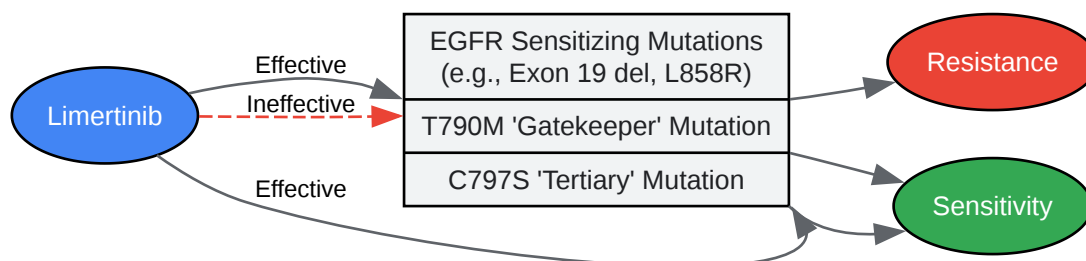 Limertinib
Effective
Ineffective
Effective
EGFR Sensitizing Mutations
(e.g., Exon 19 del, L858R)
T790M 'Gatekeeper' Mutation
C797S 'Tertiary' Mutation
Resistance
Sensitivity